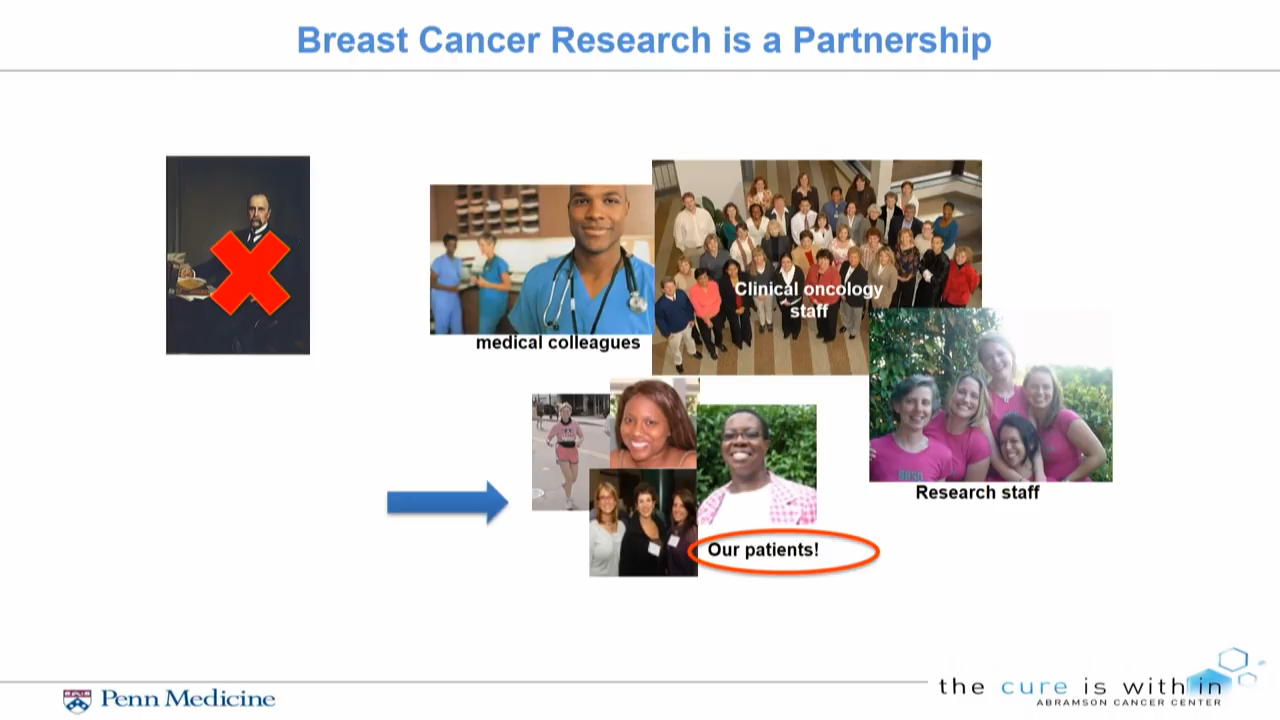 Breast Cancer Research is a Partnership
Clinical oncology
staff
medical colleagues
Research staff
Our patients!
Penn Medicine
the cure is within
ABRAMSON CANCER CENTER